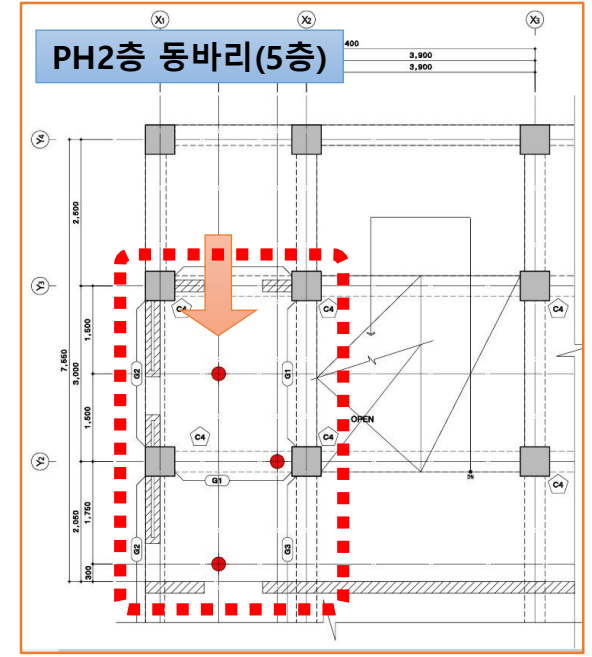 X1
X2
X3
PH2층 동바리(5층)
400
3,900
3,900
Y4
2,500
Y3
C4
C4
C4
1,500
7,550
3,000
G2
G1
1,500
OPEN
C4
C4
Y2
G1
DN
C4
2,050
1,750
G2
G3
300